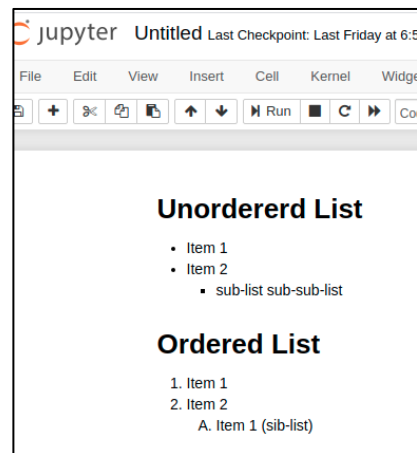 jupyter Untitled Last Checkpoint: Last Friday at 6:5
File Edit View Insert Cell Kernel Widge
Run Co
Unordererd List
• Item 1
• Item 2
▪ sub-list sub-sub-list
Ordered List
1. Item 1
2. Item 2
A. Item 1 (sib-list)